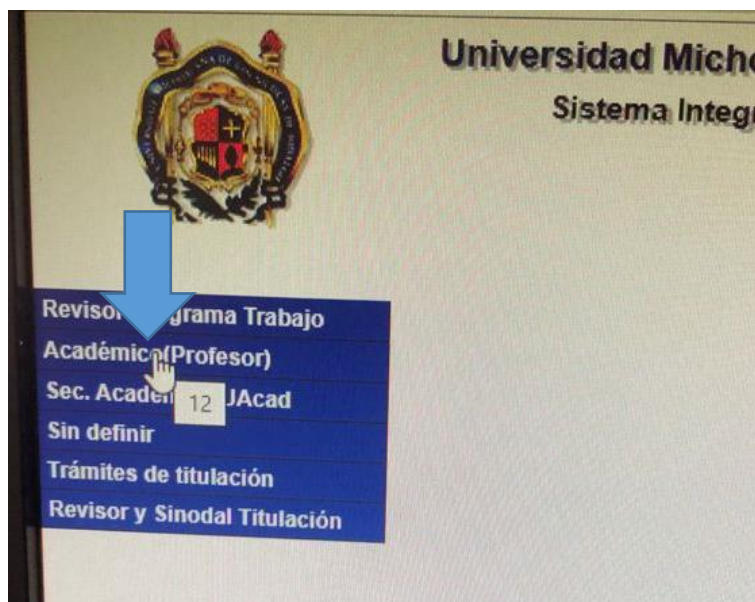 Universidad Mich
Sistema Integ
Revisor grama Trabajo
Académico(Profesor)
Sec. Acade JAcad
12
Sin definir
Trámites de titulación
Revisor y Sinodal Titulación